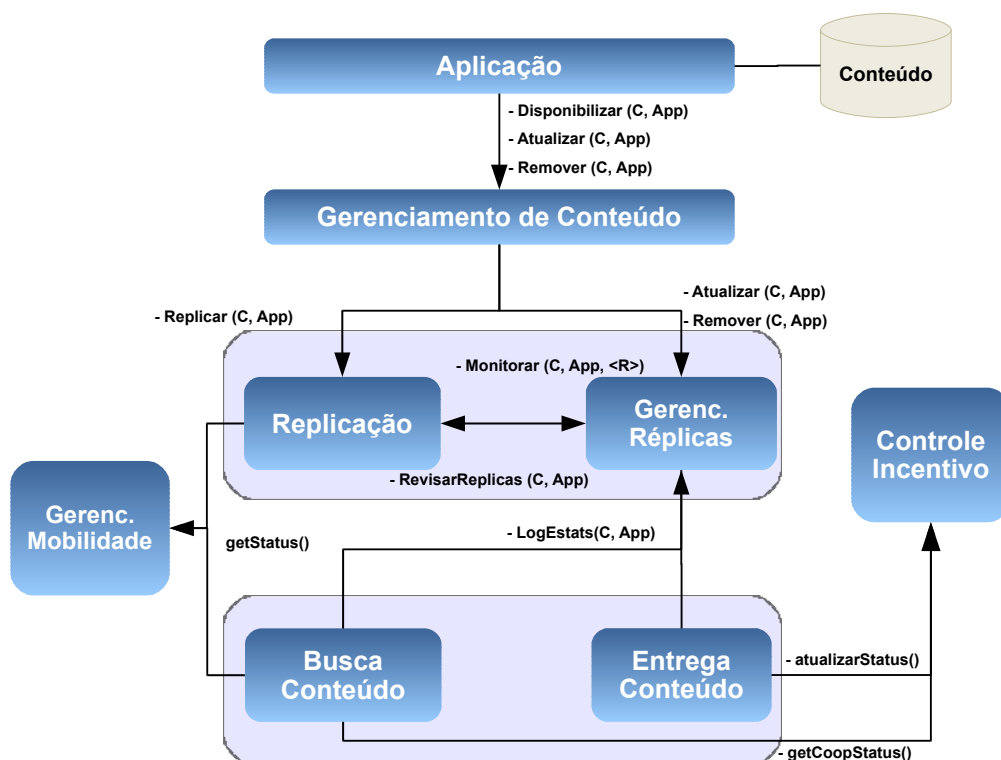 Aplicação
Conteúdo
- Disponibilizar (C, App)
- Atualizar (C, App)
- Remover (C, App)
Gerenciamento de Conteúdo
- Replicar (C, App)
- Atualizar (C, App)
- Remover (C, App)
- Monitorar (C, App, <R>)
Replicação
Gerenc.
Réplicas
- RevisarReplicas (C, App)
Controle
Incentivo
Gerenc.
Mobilidade
getStatus()
- LogEstats(C, App)
Busca
Conteúdo
Entrega
Conteúdo
- atualizarStatus()
- getCoopStatus()